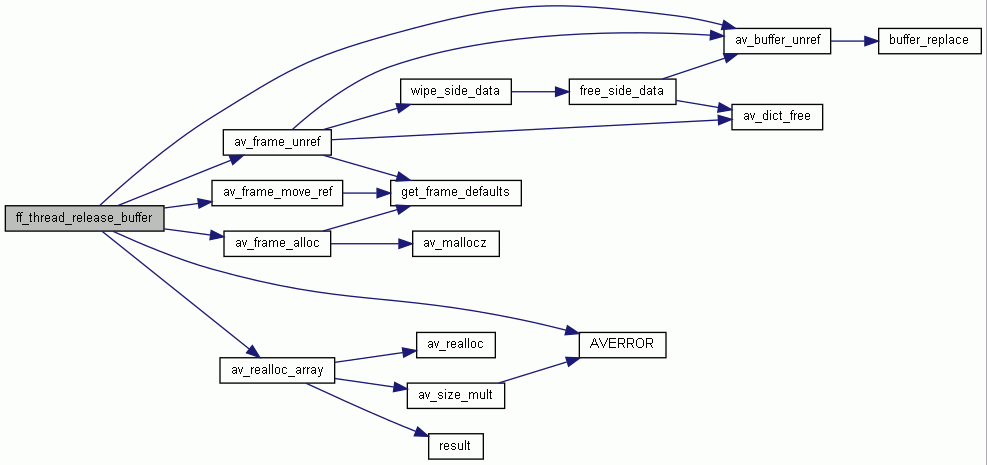 av_buffer_unref
buffer_replace
wipe_side_data
free_side_data
av_dict_free
av_frame_unref
av_frame_move_ref
get_frame_defaults
ff_thread_release_buffer
av_frame_alloc
av_mallocz
AVERROR
av_realloc
av_realloc_array
av_size_mult
result